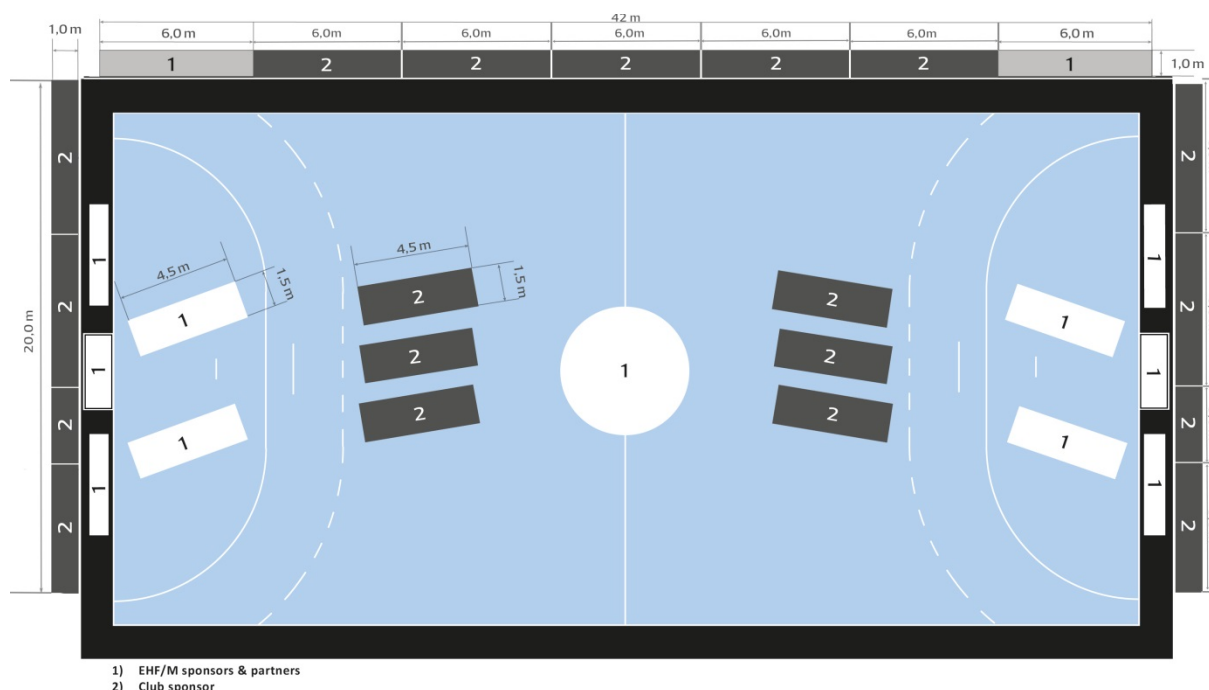 42 m
1,0 m 6,0 m 6,0m 6,0m 6,0m 6,0m 6,0m 6,0 m
1 2 2 2 2 2 1 1,0 m
2 2
1 1
4,5 m 1,5 m 4,5 m 1,5 m
2 2
2 1 1 2
20,0 m 1 2 1 2 1
2 2
2 1 1 2
1 1
2 2
1) EHF/M sponsors & partners
2) Club sponsor